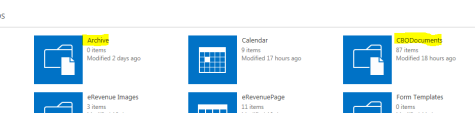 Archive
0 items
Modified 2 days ago
Calendar
9 items
Modified 17 hours ago
CBODocuments
87 items
Modified 18 hours ago
eRevenue Images
3 items
eRevenuePage
11 items
Form Templates
0 items